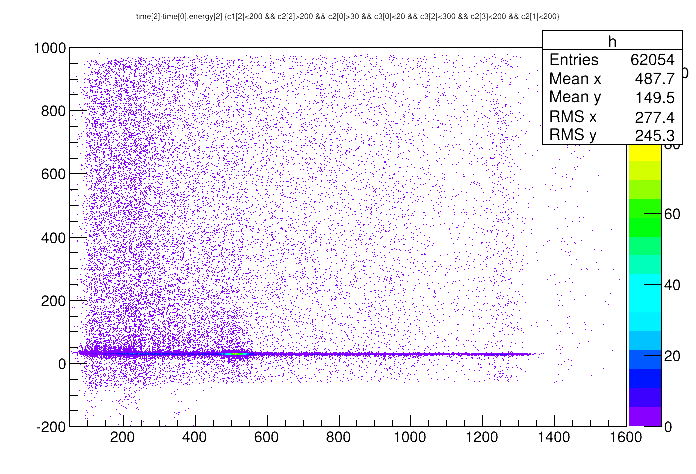 time[2]-time[0]:energy[2] {c1[2]<200 && c2[2]>200 && c2[0]>30 && c3[0]<20 && c3[2]<300 && c2[3]<200 && c2[1]<200}
h
Entries 62054
Mean x 487.7
Mean y 149.5
RMS x 277.4
RMS y 245.3
1000
800
600
400
200
0
-200
200
400
600
800
1000
1200
1400
1600
60
40
20
0